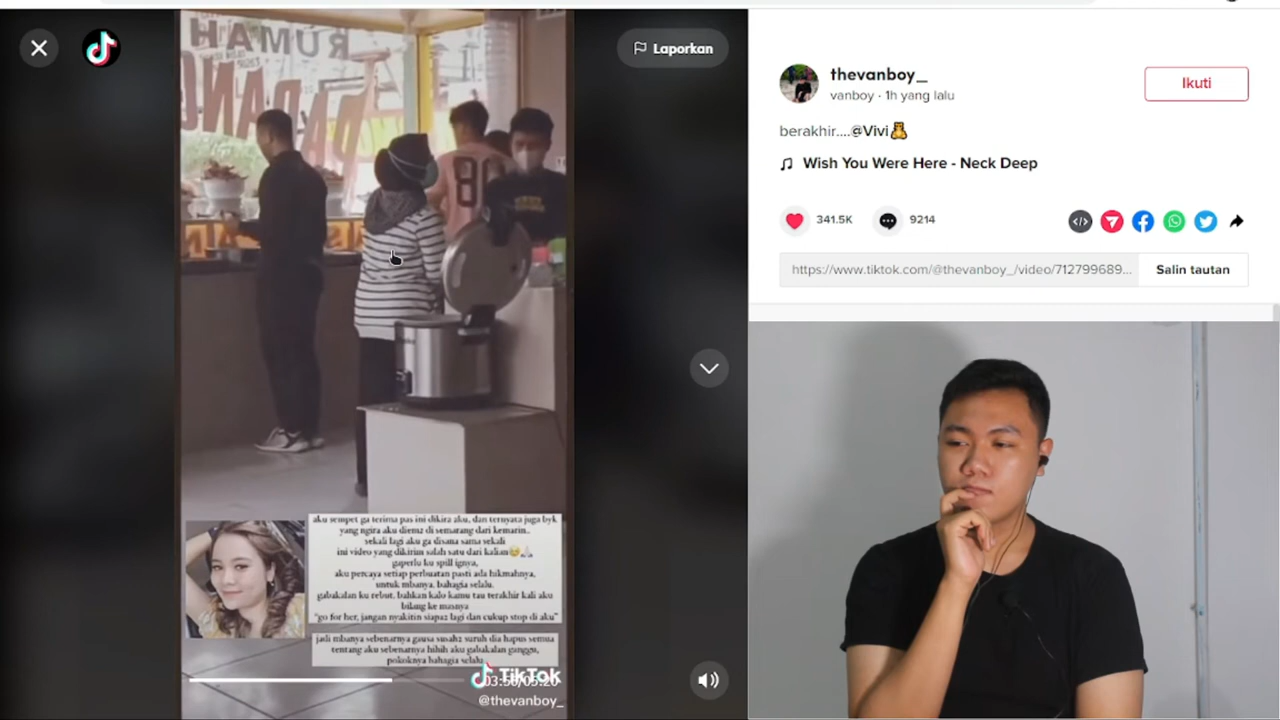 Laporkan
RUMAH
PADANG
80
aku sempet ga terima pas ini dikira aku, dan ternyata juga byk
yang ngira aku diemz di semarang dari kemarin..
sekali lagi aku ga disana sama sekali
ini video yang dikirim salah satu dari kalian🥹🙏🏻
gaperlu ku spill ignya,
aku percaya setiap perbuatan pasti ada hikmahnya,
untuk mbanya, bahagia selalu,
gabakalan ku rebut, bahkan kalo kamu tau terakhir kali aku
bilang ke masnya
"go for her, jangan nyakitin siapaz lagi dan cukup stop di aku"
jadi mbanya sebenarnya gausa susahz suruh dia hapus semua
tentang aku sebenarnya hihih aku gabakalan ganggu,
pokoknya bahagia selalu
TikTok
@thevanboy_
thevanboy_
vanboy · 1h yang lalu
Ikuti
berakhir....@Vivi🧸
Wish You Were Here - Neck Deep
341.5K
9214
https://www.tiktok.com/@thevanboy_/video/712799689...
Salin tautan